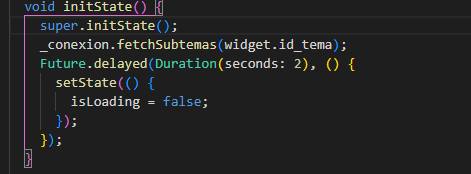 void initState() {
super.initState();
_conexion.fetchSubtemas(widget.id_tema);
Future.delayed(Duration(seconds: 2), () {
setState(() {
isLoading = false;
});
});
}